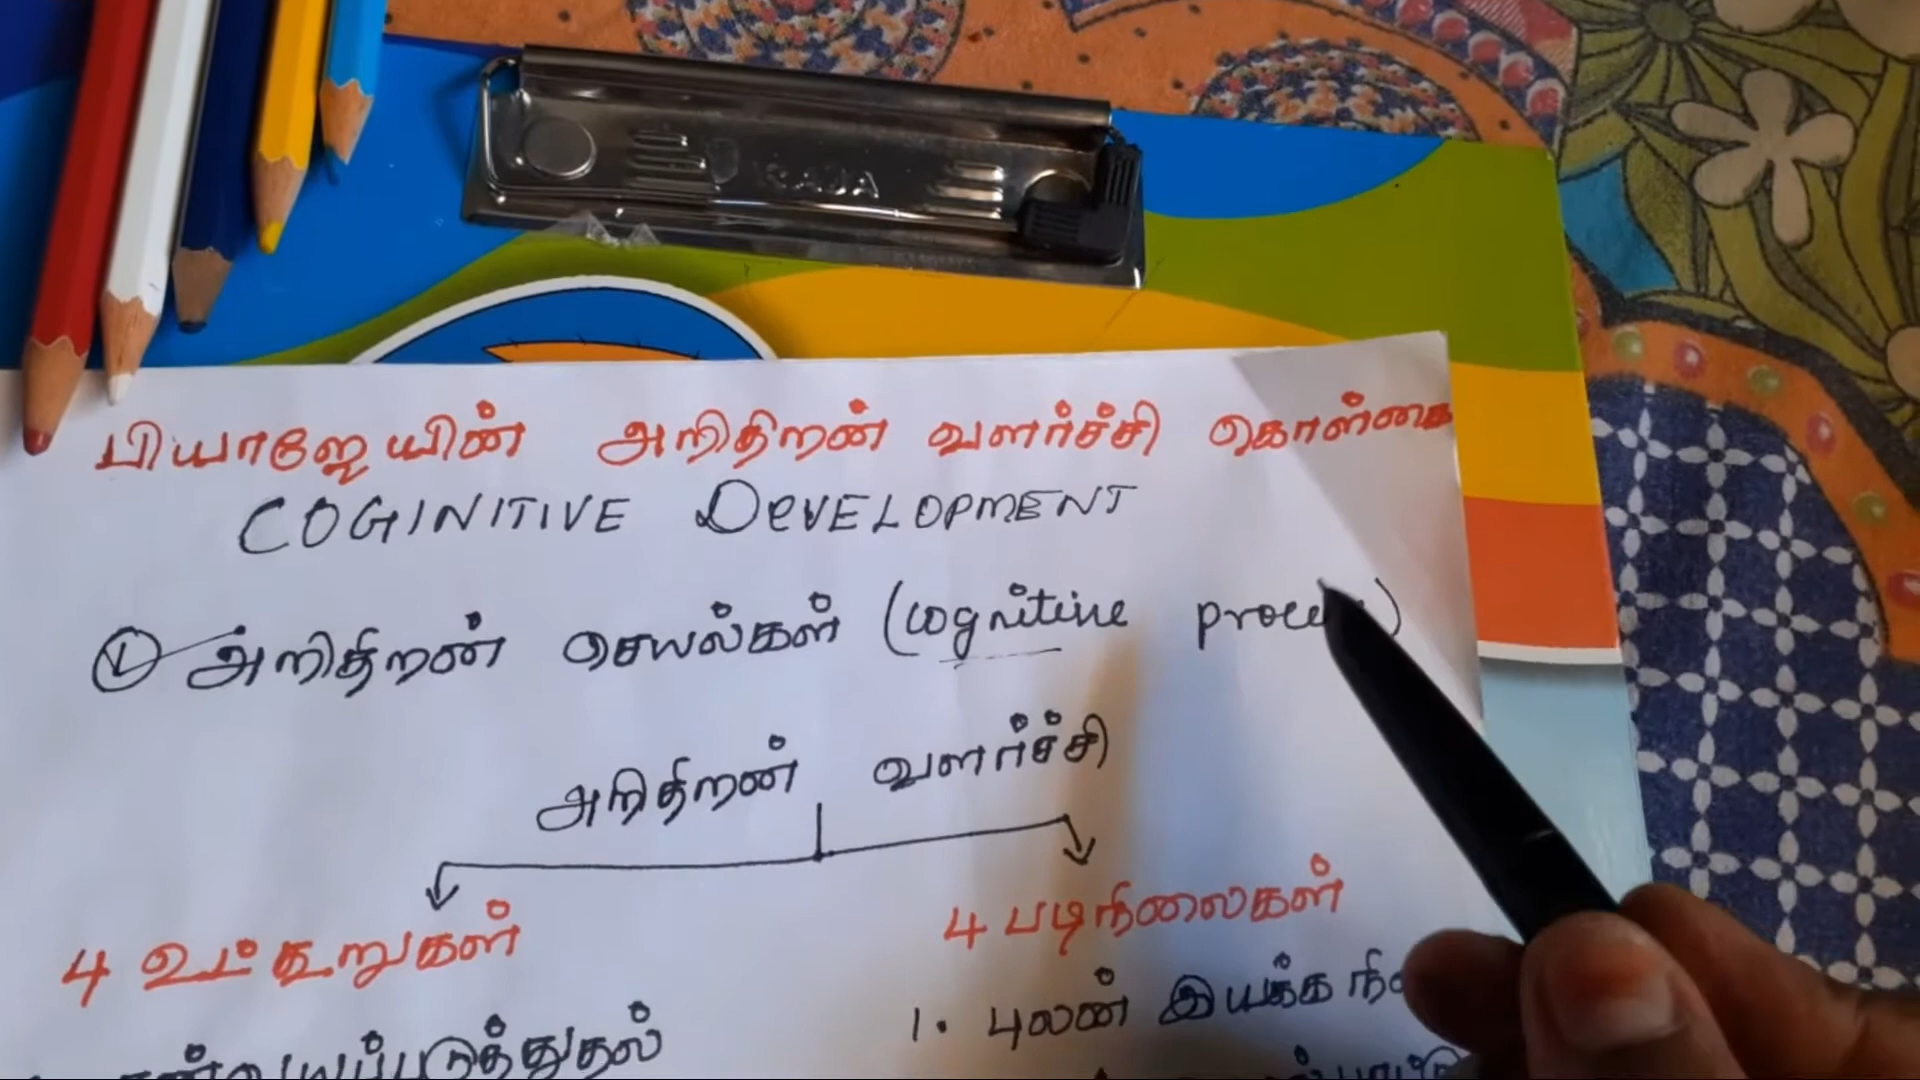 RAJA
பியாஜேயின் அறிதிறன் வளர்ச்சி கொள்கை
COGINITIVE DEVELOPMENT
① அறிதிறன் செயல்கள் (cognitive
அறிதிறன் வளர்ச்சி
4 உட்கூறுகள்
4 படிநிலைகள்
1. புலன் இயக்க